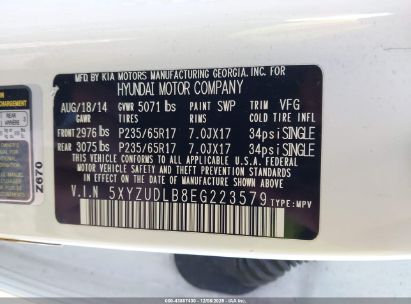 MFD. BY KIA MOTORS MANUFACTURING GEORGIA, INC. FOR
HYUNDAI MOTOR COMPANY
AUG/18/14 GVWR 5071 lbs PAINT SWP TRIM VFG
GAWR TIRE RIM COLD TIRE INFL
FRONT 2976 lbs P235/65R17 7.0JX17 34psi SINGLE
REAR 3075 lbs P235/65R17 7.0JX17 34psi SINGLE
THIS VEHICLE CONFORMS TO ALL APPLICABLE FEDERAL
MOTOR VEHICLE SAFETY AND THEFT PREVENTION STANDARDS
IN EFFECT ON THE DATE OF MANUFACTURE SHOWN ABOVE.
V.I.N 5XYZUDLB8EG223579 TYPE: MPV
REAR
Z670